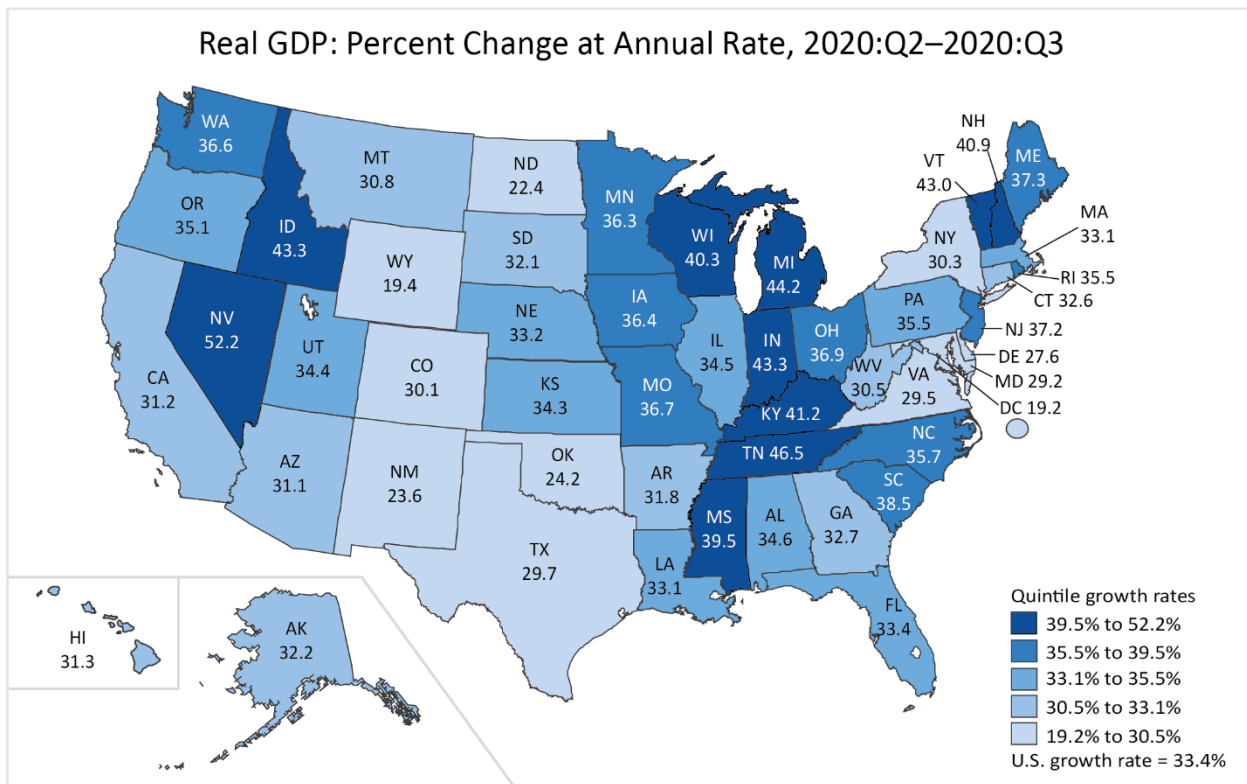 Real GDP: Percent Change at Annual Rate, 2020:Q2–2020:Q3
WA
36.6
OR
35.1
CA
31.2
NV
52.2
ID
43.3
MT
30.8
WY
19.4
UT
34.4
AZ
31.1
CO
30.1
NM
23.6
ND
22.4
SD
32.1
NE
33.2
KS
34.3
OK
24.2
TX
29.7
MN
36.3
IA
36.4
MO
36.7
AR
31.8
LA
33.1
WI
40.3
IL
34.5
MI
44.2
IN
43.3
OH
36.9
KY 41.2
TN 46.5
MS
39.5
AL
34.6
GA
32.7
FL
33.4
SC
38.5
NC
35.7
VA
29.5
WV
30.5
PA
35.5
NY
30.3
VT
43.0
NH
40.9
ME
37.3
MA
33.1
RI 35.5
CT 32.6
NJ 37.2
DE 27.6
MD 29.2
DC 19.2
HI
31.3
AK
32.2
Quintile growth rates
39.5% to 52.2%
35.5% to 39.5%
33.1% to 35.5%
30.5% to 33.1%
19.2% to 30.5%
U.S. growth rate = 33.4%